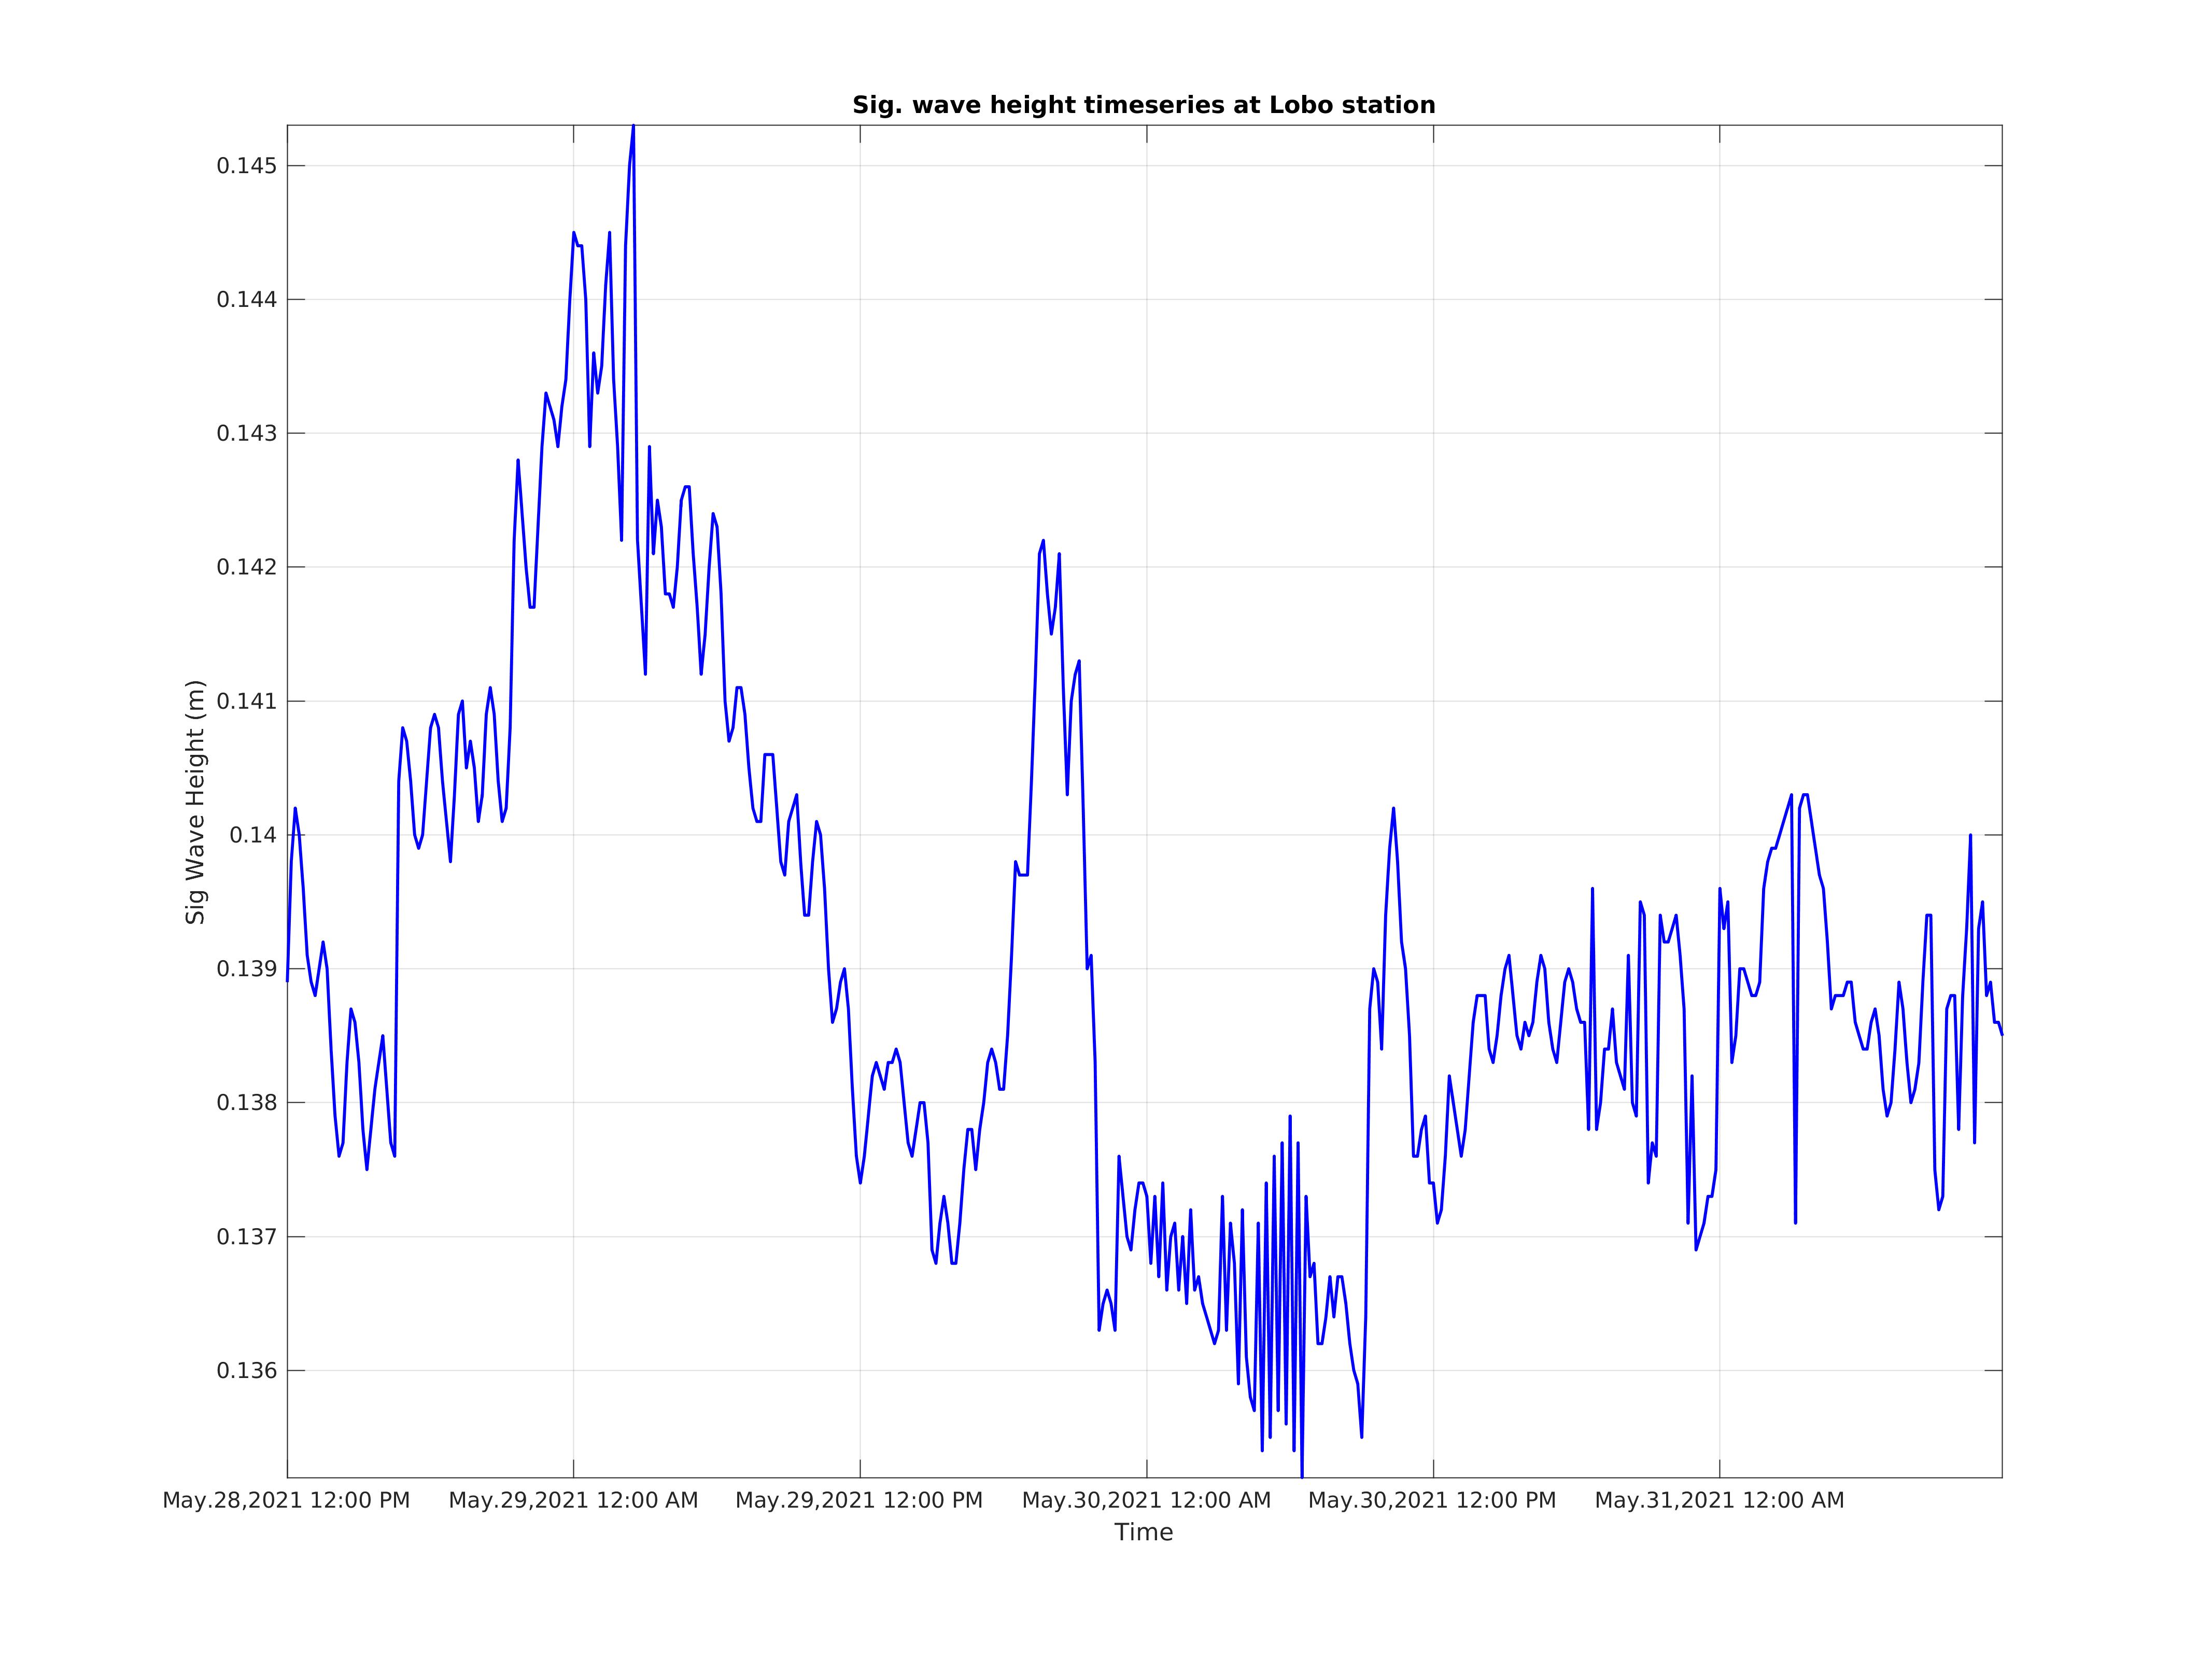 Sig. wave height timeseries at Lobo station
0.145
0.144
0.143
0.142
0.141
0.14
0.139
0.138
0.137
0.136
Sig Wave Height (m)
May.28,2021 12:00 PM May.29,2021 12:00 AM May.29,2021 12:00 PM May.30,2021 12:00 AM May.30,2021 12:00 PM May.31,2021 12:00 AM
Time